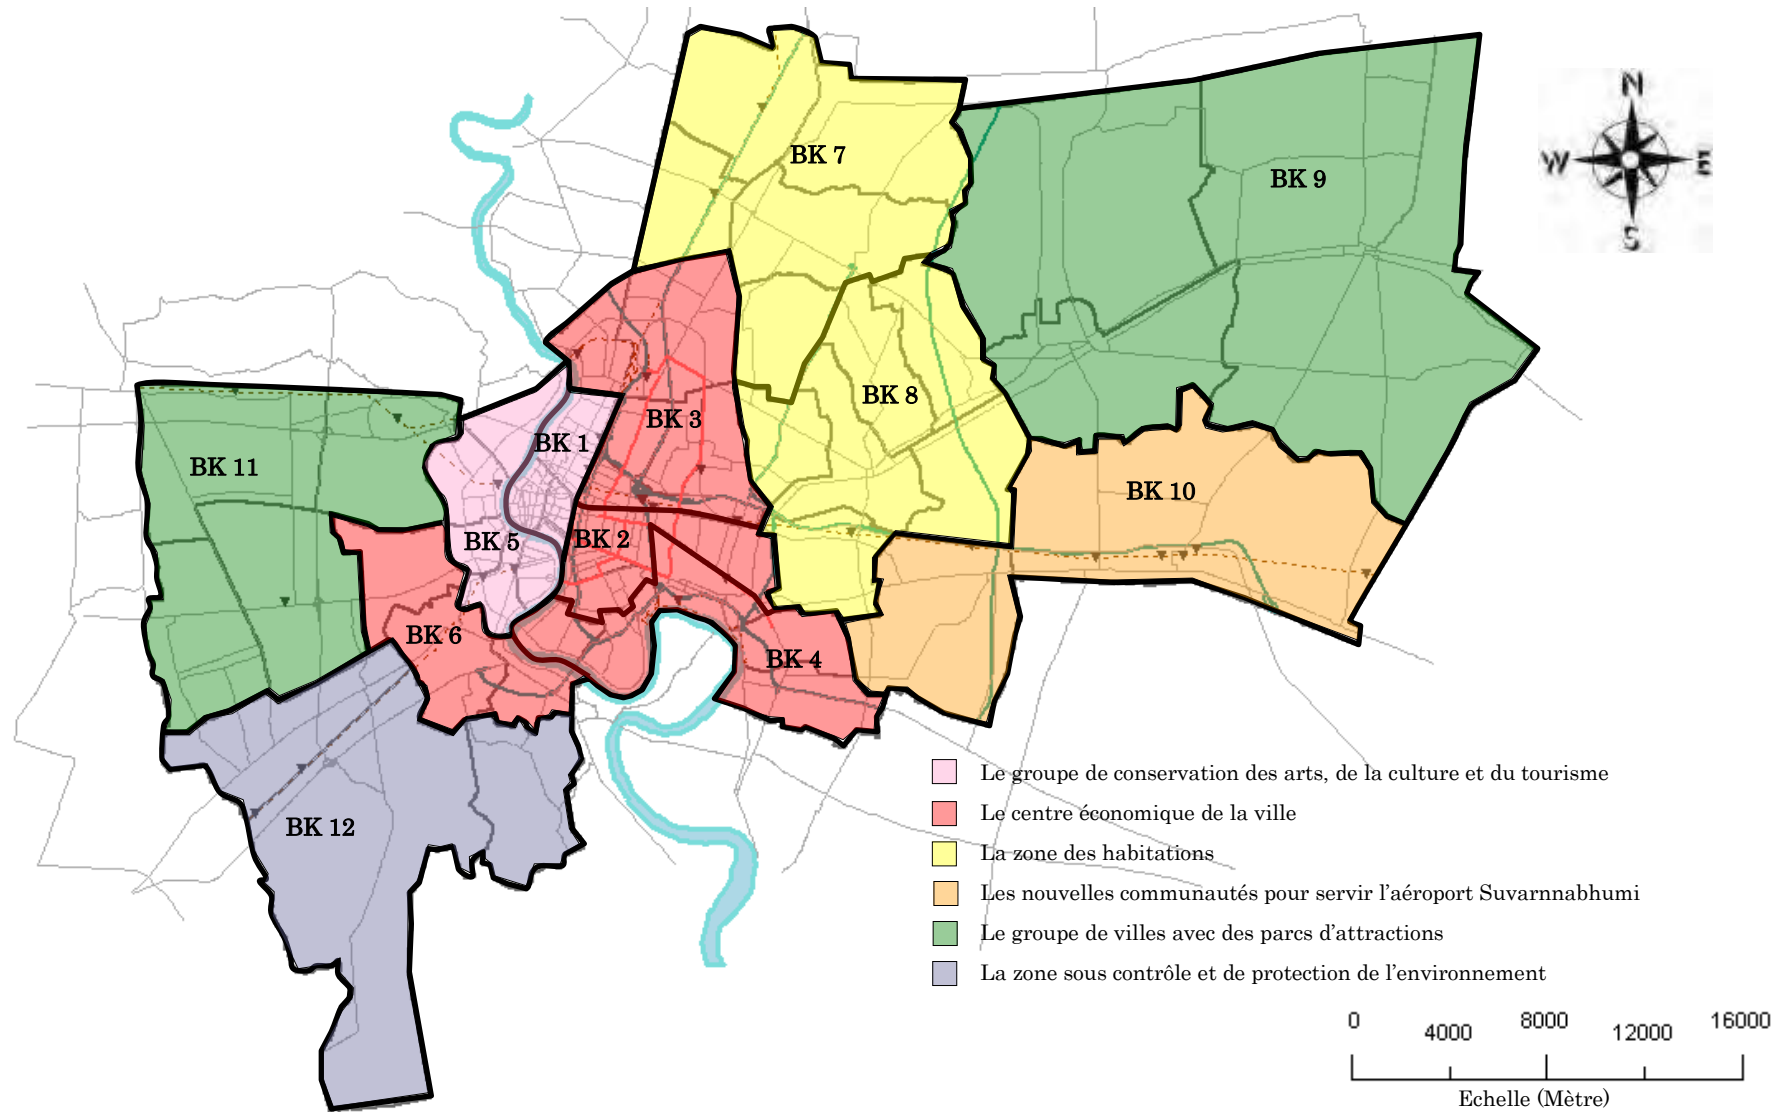 N
W
E
S
BK 7
BK 9
BK 8
BK 3
BK 1
BK 11
BK 10
BK 5
BK 2
BK 6
BK 4
BK 12
Le groupe de conservation des arts, de la culture et du tourisme
Le centre économique de la ville
La zone des habitations
Les nouvelles communautés pour servir l'aéroport Suvarnnabhumi
Le groupe de villes avec des parcs d'attractions
La zone sous contrôle et de protection de l'environnement
0 4000 8000 12000 16000
Echelle (Mètre)